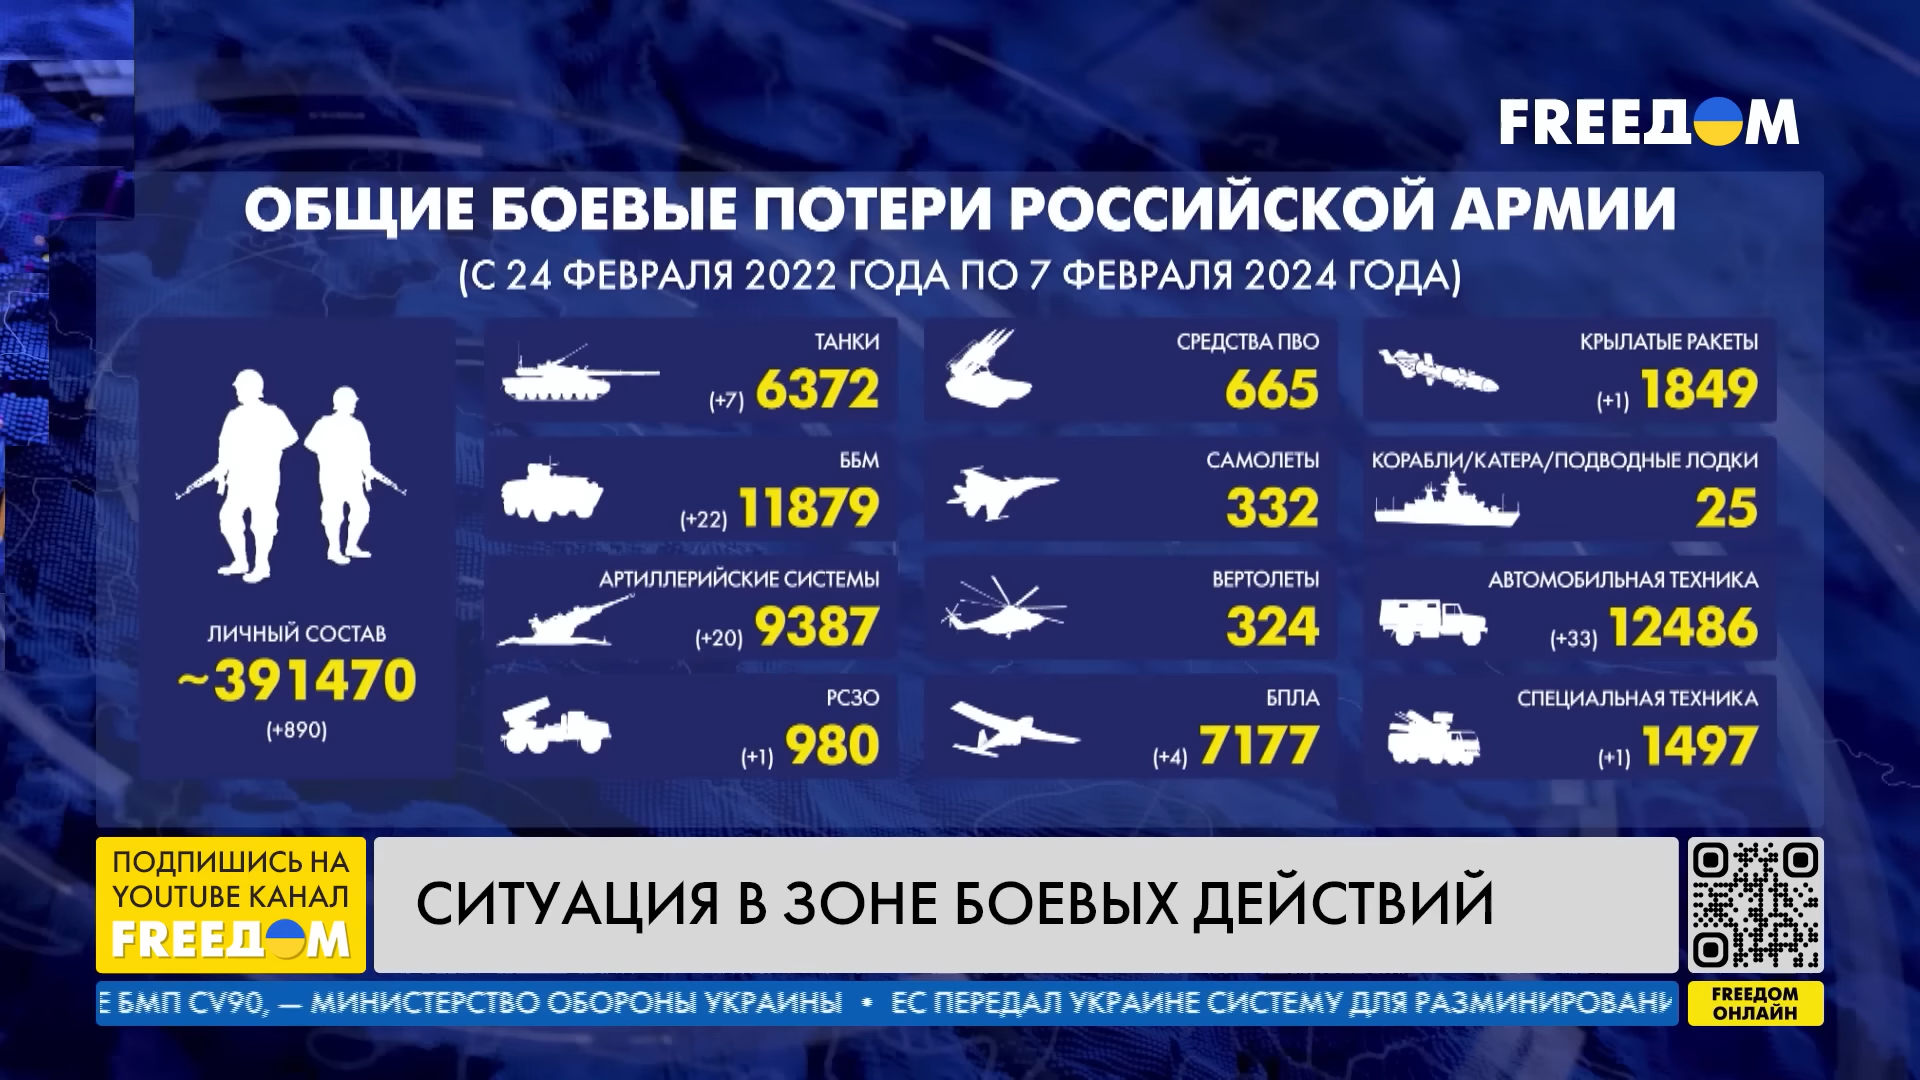 FREEДOM
ОБЩИЕ БОЕВЫЕ ПОТЕРИ РОССИЙСКОЙ АРМИИ
(С 24 ФЕВРАЛЯ 2022 ГОДА ПО 7 ФЕВРАЛЯ 2024 ГОДА)
ЛИЧНЫЙ СОСТАВ
~391470
(+890)
ТАНКИ
(+7) 6372
ББМ
(+22) 11879
АРТИЛЛЕРИЙСКИЕ СИСТЕМЫ
(+20) 9387
РСЗО
(+1) 980
СРЕДСТВА ПВО
665
САМОЛЕТЫ
332
ВЕРТОЛЕТЫ
324
БПЛА
(+4) 7177
КРЫЛАТЫЕ РАКЕТЫ
(+1) 1849
КОРАБЛИ/КАТЕРА/ПОДВОДНЫЕ ЛОДКИ
25
АВТОМОБИЛЬНАЯ ТЕХНИКА
(+33) 12486
СПЕЦИАЛЬНАЯ ТЕХНИКА
(+1) 1497
ПОДПИШИСЬ НА
YOUTUBE КАНАЛ
FREEДOM
СИТУАЦИЯ В ЗОНЕ БОЕВЫХ ДЕЙСТВИЙ
Е БМП CV90, — МИНИСТЕРСТВО ОБОРОНЫ УКРАИНЫ • ЕС ПЕРЕДАЛ УКРАИНЕ СИСТЕМУ ДЛЯ РАЗМИНИРОВАНИ
FREEДOM
ОНЛАЙН